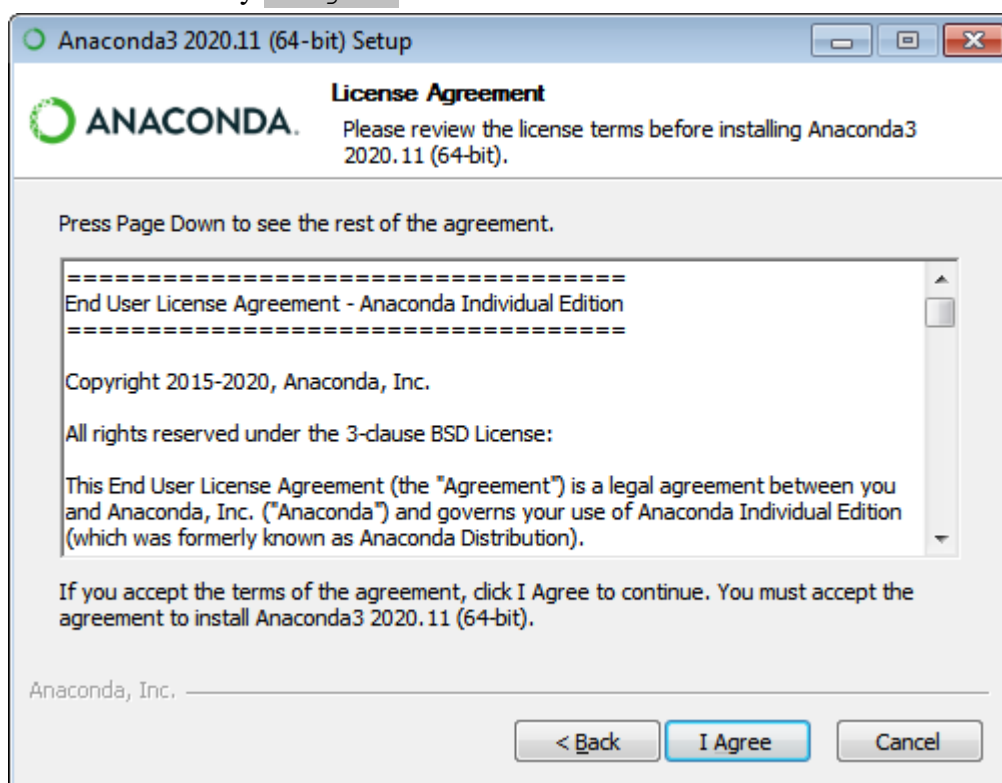 Anaconda3 2020.11 (64-bit) Setup
ANACONDA.
License Agreement
Please review the license terms before installing Anaconda3
2020.11 (64-bit).
Press Page Down to see the rest of the agreement.
===================================
End User License Agreement - Anaconda Individual Edition
===================================
Copyright 2015-2020, Anaconda, Inc.
All rights reserved under the 3-clause BSD License:
This End User License Agreement (the "Agreement") is a legal agreement between you
and Anaconda, Inc. ("Anaconda") and governs your use of Anaconda Individual Edition
(which was formerly known as Anaconda Distribution).
If you accept the terms of the agreement, click I Agree to continue. You must accept the
agreement to install Anaconda3 2020.11 (64-bit).
Anaconda, Inc.
< Back
I Agree
Cancel